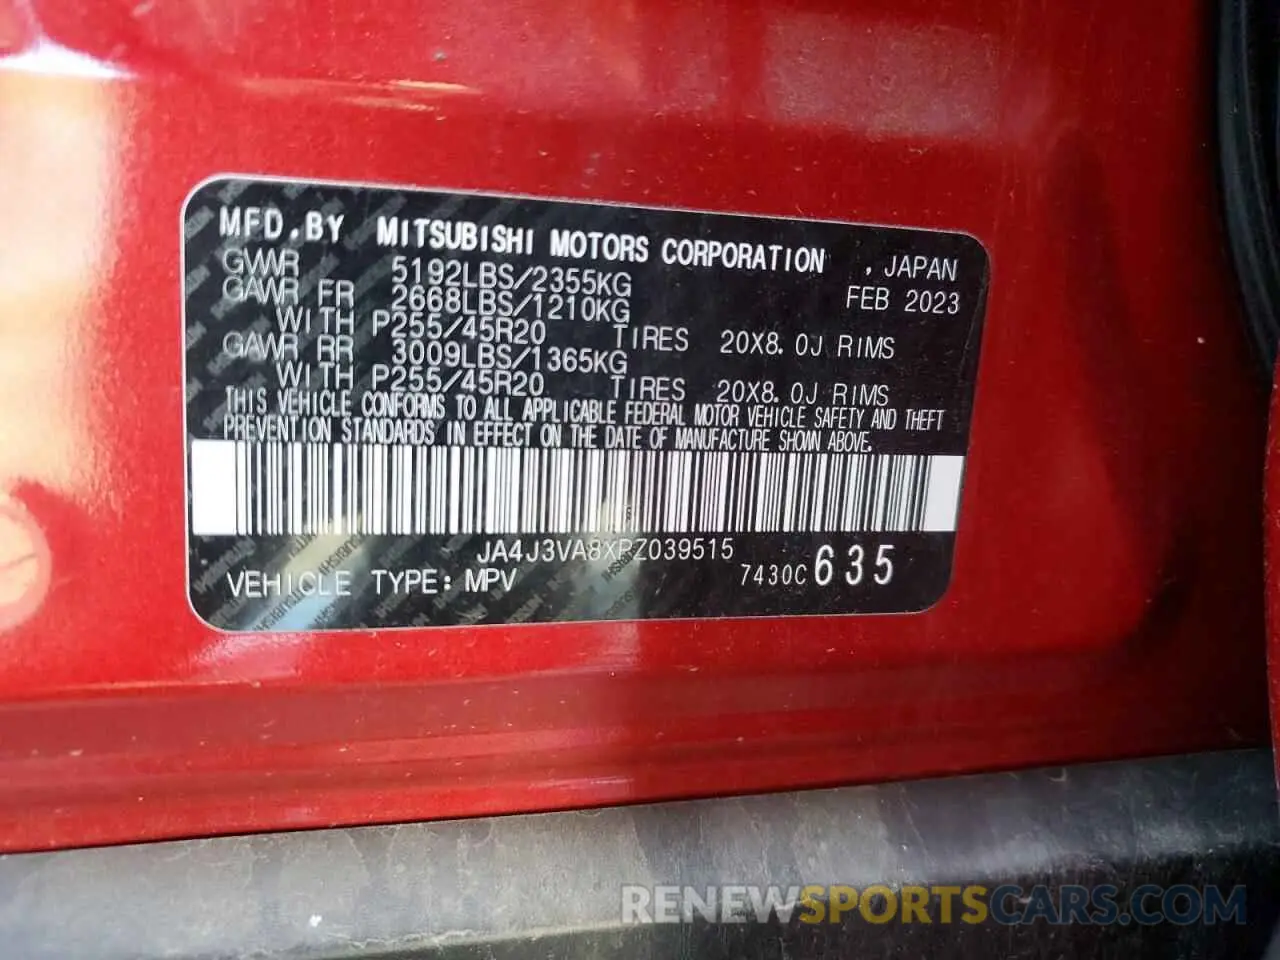 MFD.BY MITSUBISHI MOTORS CORPORATION , JAPAN
GVWR 5192LBS/2355KG FEB 2023
GAWR FR 2668LBS/1210KG
WITH P255/45R20 TIRES 20X8.0J RIMS
GAWR RR 3009LBS/1365KG
WITH P255/45R20 TIRES 20X8.0J RIMS
THIS VEHICLE CONFORMS TO ALL APPLICABLE FEDERAL MOTOR VEHICLE SAFETY AND THEFT
PREVENTION STANDARDS IN EFFECT ON THE DATE OF MANUFACTURE SHOWN ABOVE.
JA4J3VA8XPZ039515
VEHICLE TYPE: MPV 7430C 635
RENEWSPORTSCARS.COM